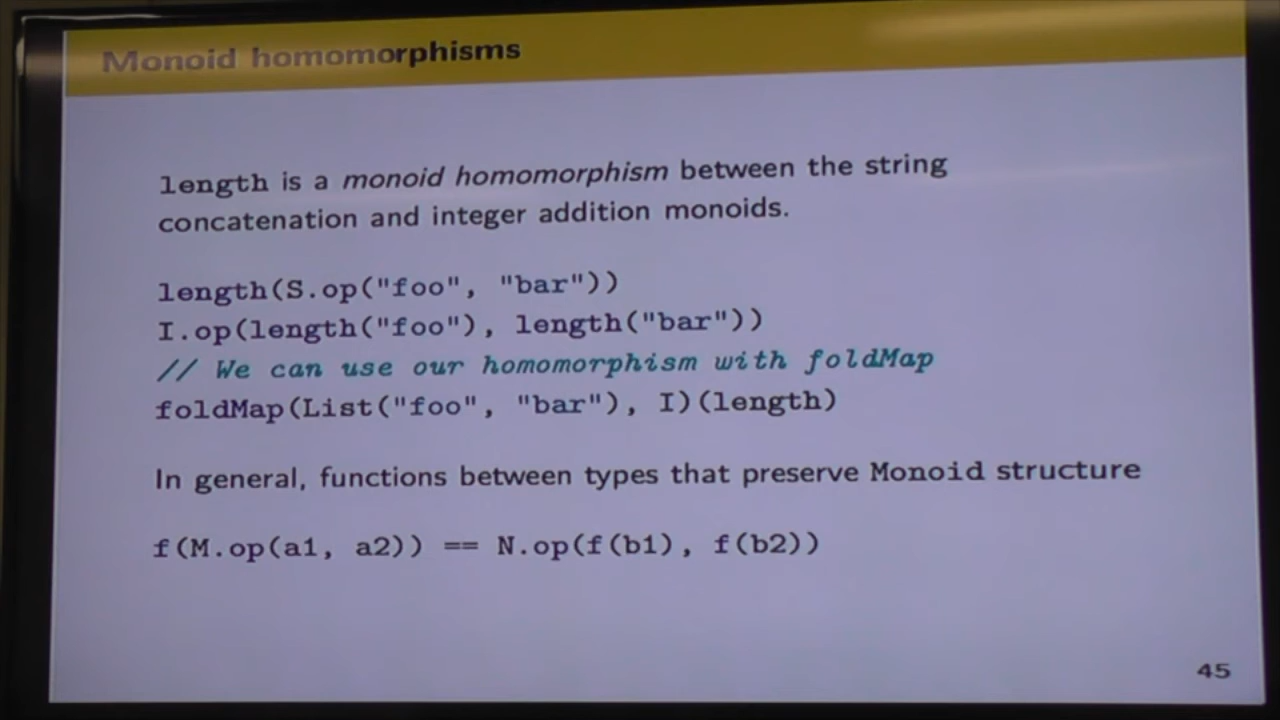 Monoid homomorphisms
length is a monoid homomorphism between the string
concatenation and integer addition monoids.
length(S.op("foo", "bar"))
I.op(length("foo"), length("bar"))
// We can use our homomorphism with foldMap
foldMap(List("foo", "bar"), I)(length)
In general, functions between types that preserve Monoid structure
f(M.op(a1, a2)) == N.op(f(b1), f(b2))
45